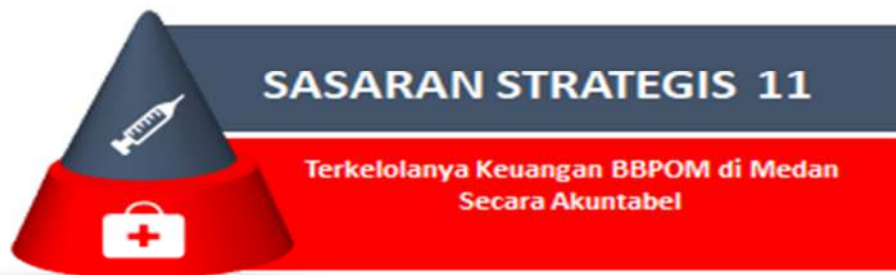 SASARAN STRATEGIS 11
Terkelolanya Keuangan BBPOM di Medan
Secara Akuntabel